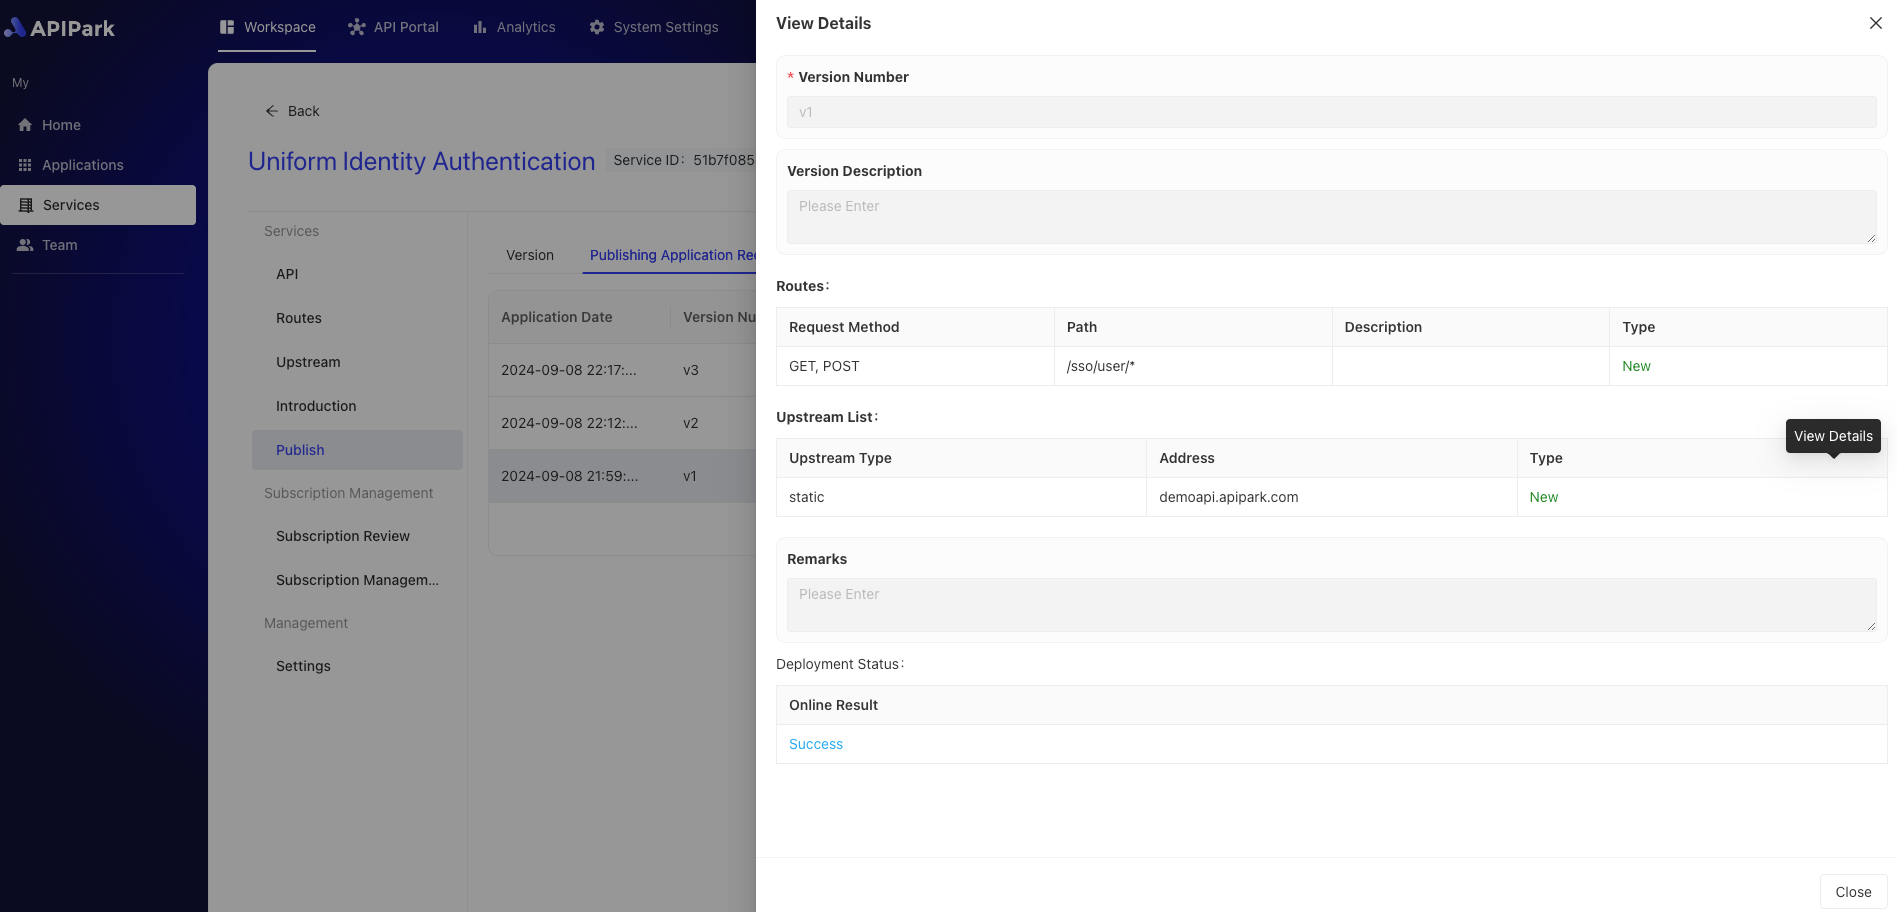 APIPark
Workspace
API Portal
Analytics
System Settings
My
Home
Applications
Services
Team
Back
Uniform Identity Authentication
Service ID: 51b7f085
Services
API
Routes
Upstream
Introduction
Publish
Subscription Management
Subscription Review
Subscription Managem...
Management
Settings
Version
Publishing Application Re
Application Date
Version Nu
2024-09-08 22:17:...
v3
2024-09-08 22:12:...
v2
2024-09-08 21:59:...
v1
View Details
* Version Number
v1
Version Description
Please Enter
Routes:
Request Method
Path
Description
Type
GET, POST
/sso/user/*
New
Upstream List:
View Details
Upstream Type
Address
Type
static
demoapi.apipark.com
New
Remarks
Please Enter
Deployment Status:
Online Result
Success
Close